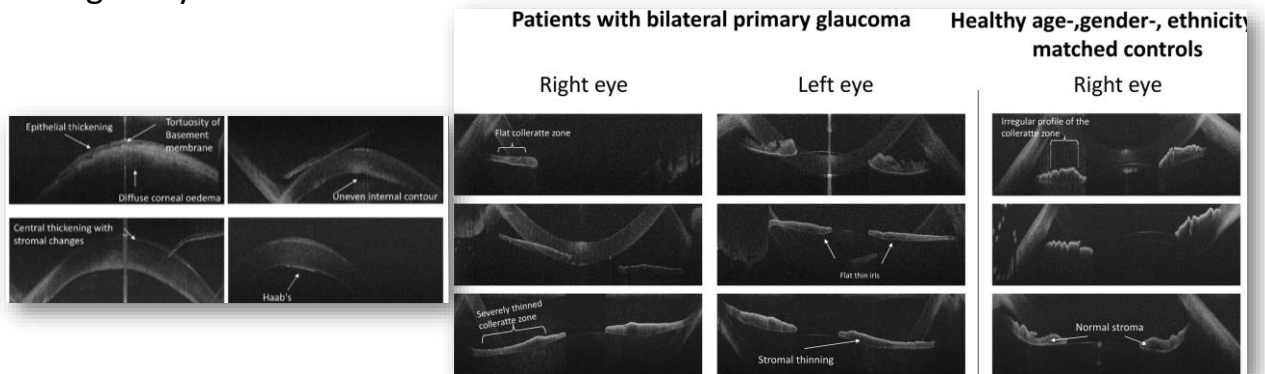 Patients with bilateral primary glaucoma
Healthy age-,gender-, ethnicity
matched controls
Right eye
Left eye
Right eye
Epithelial thickening
Tortuosity of
Basement
membrane
Diffuse corneal oedema
Uneven internal contour
Central thickening with
stromal changes
Haab's
Flat colleratte zone
Irregular profile of the
colleratte zone
Flat thin iris
Severely thinned
colleratte zone
Stromal thinning
Normal stroma